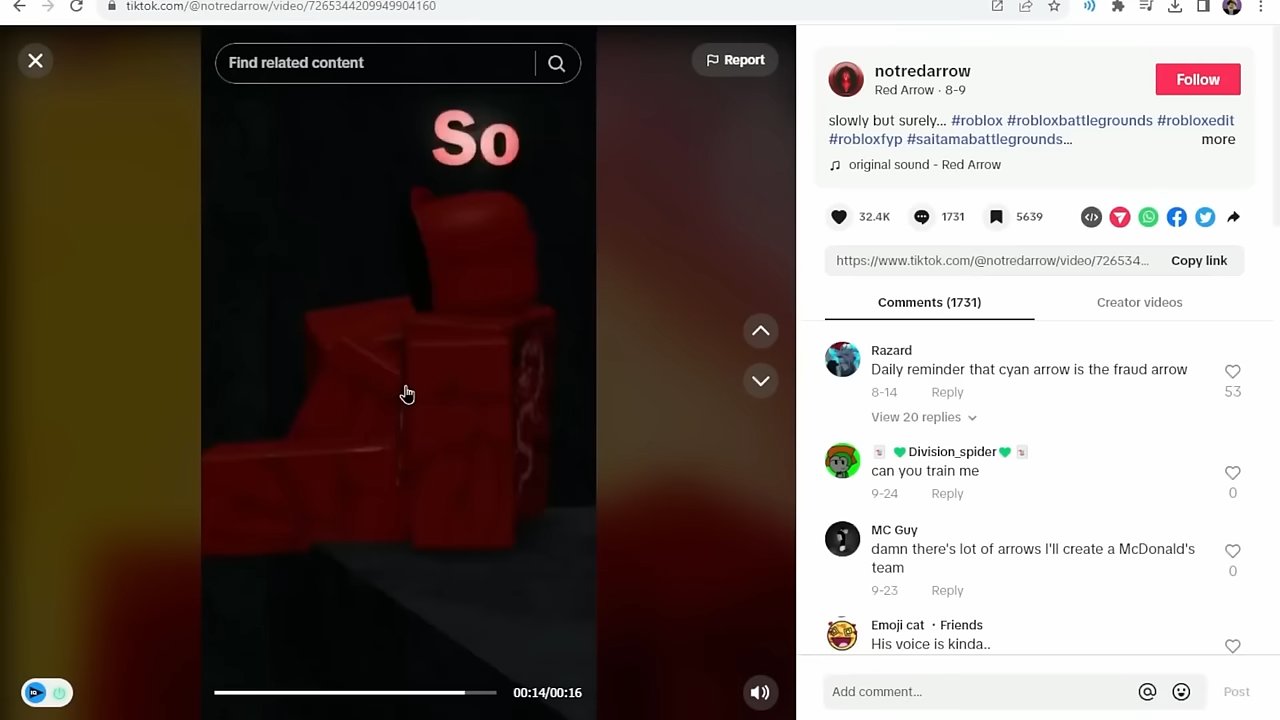 tiktok.com/@notredarrow/video/7265344209949904160
Find related content
Report
So
00:14/00:16
notredarrow
Red Arrow · 8-9
Follow
slowly but surely... #roblox #robloxbattlegrounds #robloxedit
#robloxfyp #saitamabattlegrounds... more
original sound - Red Arrow
32.4K 1731 5639
https://www.tiktok.com/@notredarrow/video/726534... Copy link
Comments (1731) Creator videos
Razard
Daily reminder that cyan arrow is the fraud arrow
8-14 Reply 53
View 20 replies
Division_spider
can you train me
9-24 Reply 0
MC Guy
damn there's lot of arrows I'll create a McDonald's
team
9-23 Reply 0
Emoji cat · Friends
His voice is kinda..
Add comment... Post